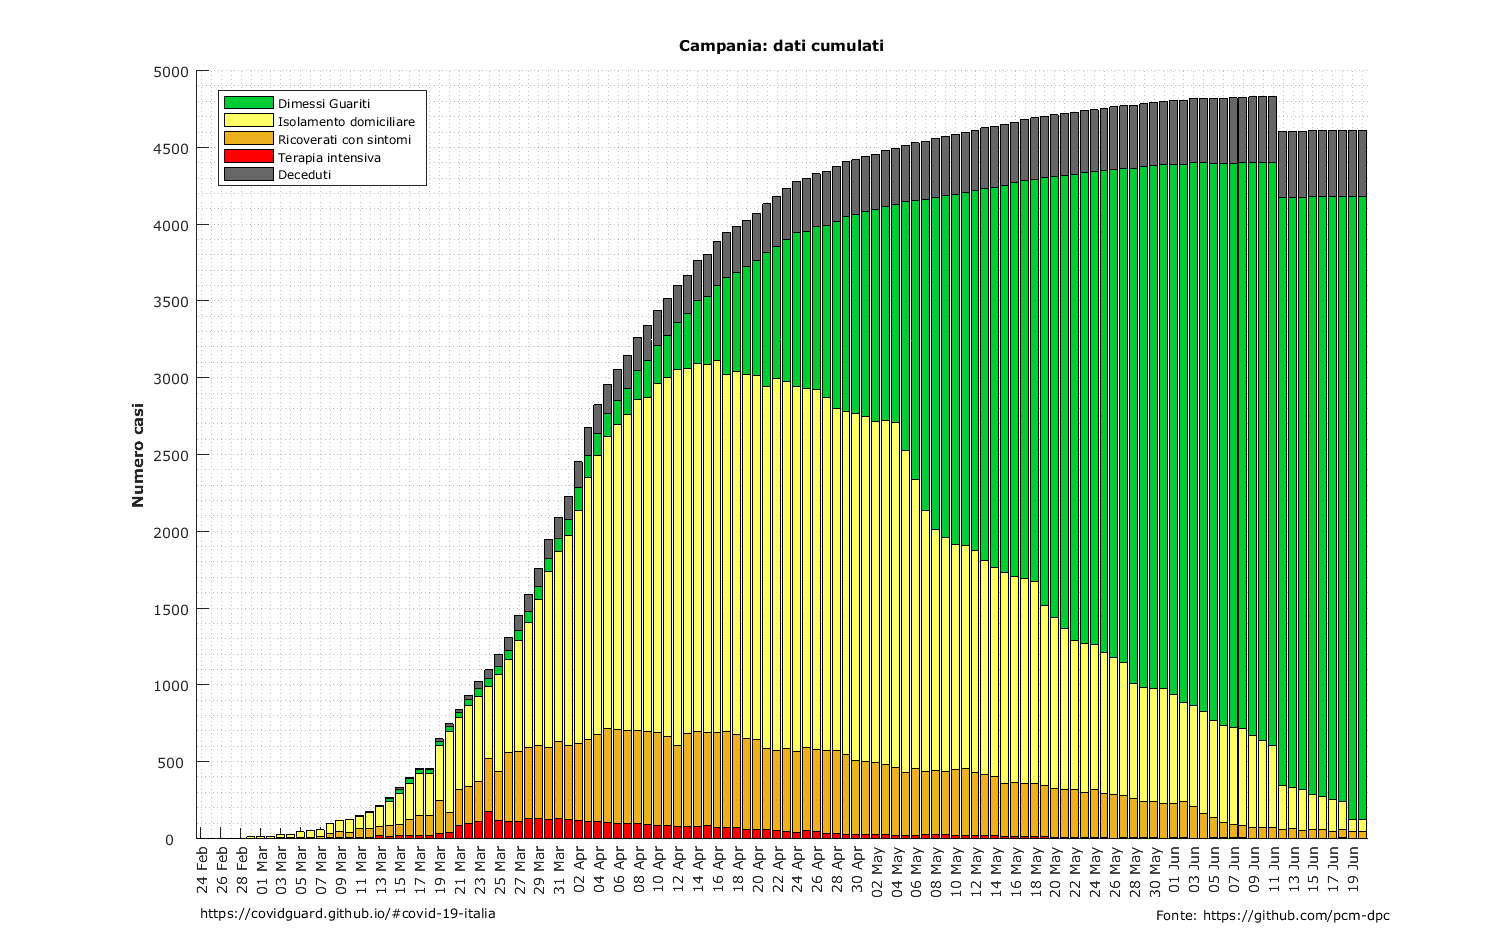 Campania: dati cumulati
5000
4500
4000
3500
3000
2500
2000
1500
1000
500
0
Numero casi
Dimessi Guariti
Isolamento domiciliare
Ricoverati con sintomi
Terapia intensiva
Deceduti
24 Feb
26 Feb
28 Feb
01 Mar
03 Mar
05 Mar
07 Mar
09 Mar
11 Mar
13 Mar
15 Mar
17 Mar
19 Mar
21 Mar
23 Mar
25 Mar
27 Mar
29 Mar
31 Mar
02 Apr
04 Apr
06 Apr
08 Apr
10 Apr
12 Apr
14 Apr
16 Apr
18 Apr
20 Apr
22 Apr
24 Apr
26 Apr
28 Apr
30 Apr
02 May
04 May
06 May
08 May
10 May
12 May
14 May
16 May
18 May
20 May
22 May
24 May
26 May
28 May
30 May
01 Jun
03 Jun
05 Jun
07 Jun
09 Jun
11 Jun
13 Jun
15 Jun
17 Jun
19 Jun
https://covidguard.github.io/#covid-19-italia
Fonte: https://github.com/pcm-dpc